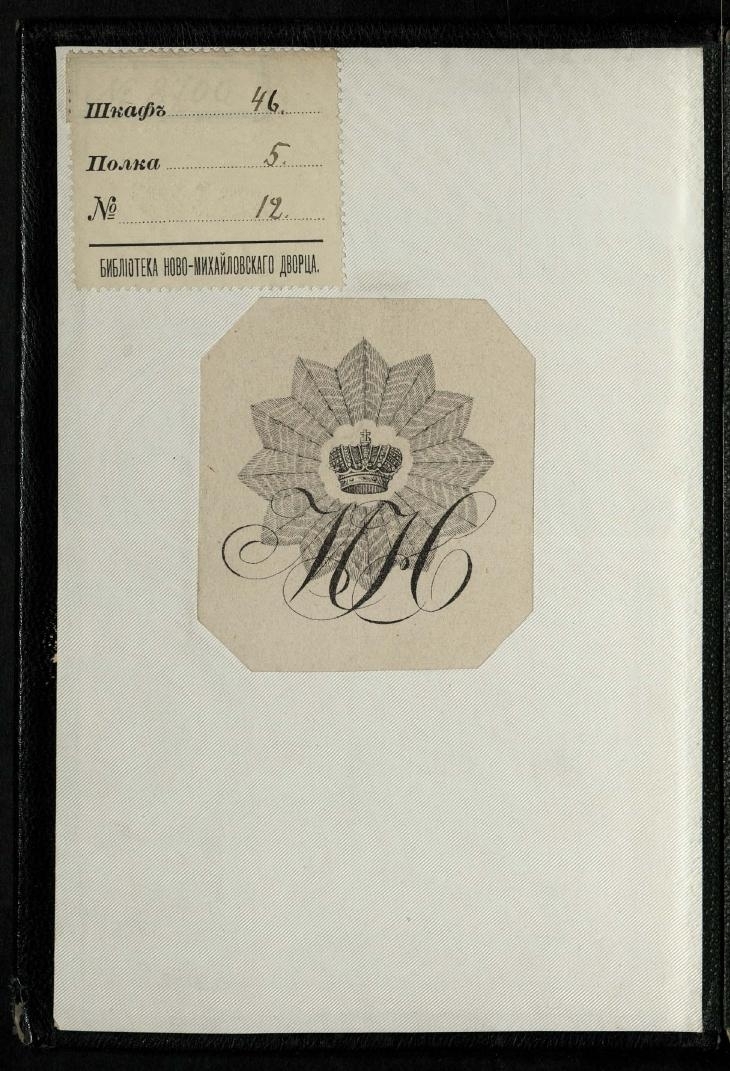 Шкафъ 46.
Полка 5.
№ 12.
БИБЛІОТЕКА НОВО-МИХАЙЛОВСКАГО ДВОРЦА.